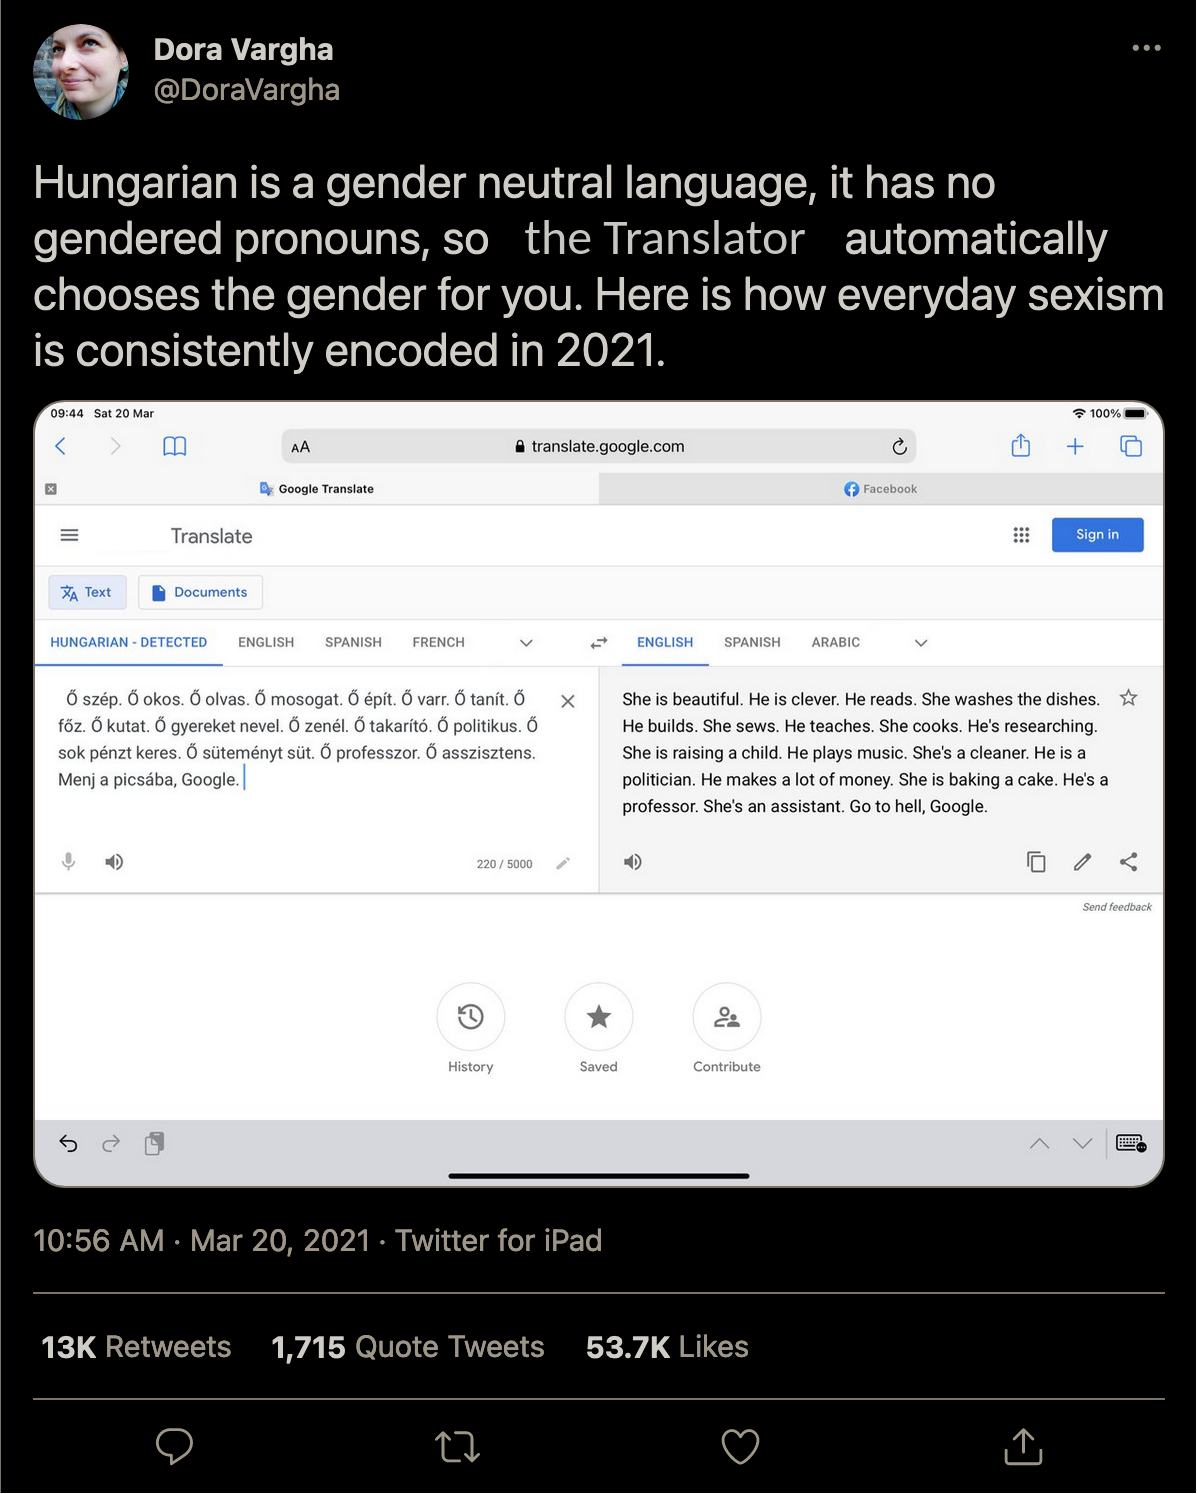 Dora Vargha
@DoraVargha
Hungarian is a gender neutral language, it has no
gendered pronouns, so the Translator automatically
chooses the gender for you. Here is how everyday sexism
is consistently encoded in 2021.
09:44 Sat 20 Mar
100%
AA
translate.google.com
Google Translate
Facebook
Translate
Sign in
Text
Documents
HUNGARIAN - DETECTED ENGLISH SPANISH FRENCH
ENGLISH SPANISH ARABIC
Ő szép. Ő okos. Ő olvas. Ő mosogat. Ő épít. Ő varr. Ő tanít. Ő
főz. Ő kutat. Ő gyereket nevel. Ő zenél. Ő takarító. Ő politikus. Ő
sok pénzt keres. Ő süteményt süt. Ő professzor. Ő asszisztens.
Menj a picsába, Google.
220 / 5000
She is beautiful. He is clever. He reads. She washes the dishes.
He builds. She sews. He teaches. She cooks. He's researching.
She is raising a child. He plays music. She's a cleaner. He is a
politician. He makes a lot of money. She is baking a cake. He's a
professor. She's an assistant. Go to hell, Google.
Send feedback
History
Saved
Contribute
10:56 AM · Mar 20, 2021 · Twitter for iPad
13K Retweets 1,715 Quote Tweets 53.7K Likes